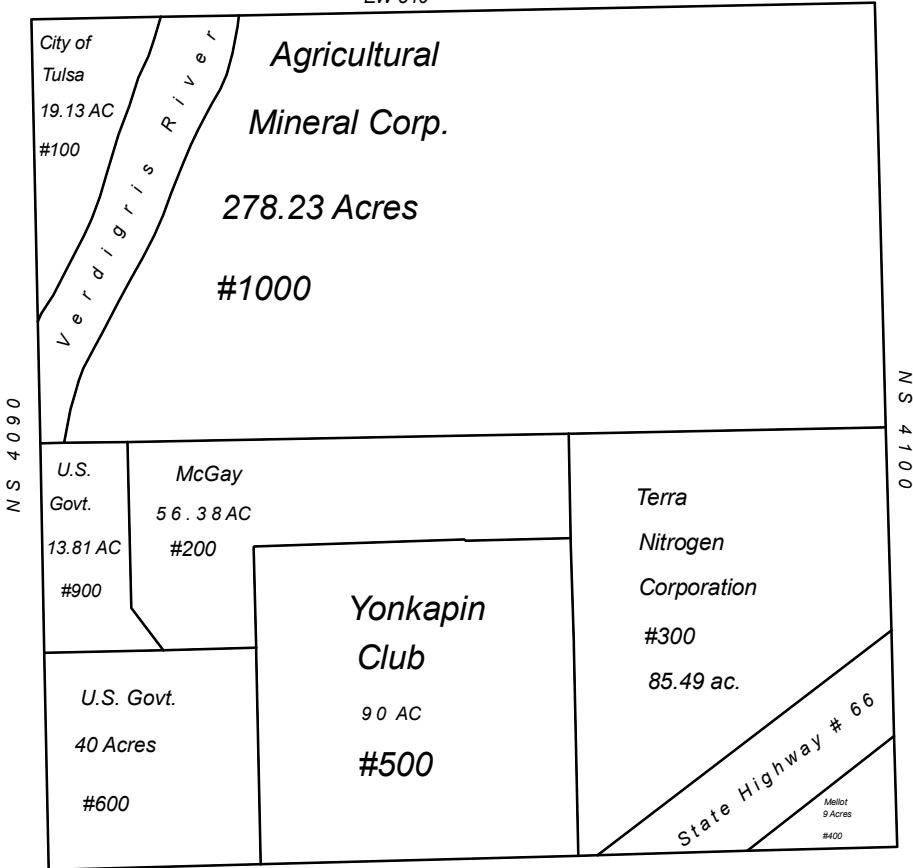 City of
Tulsa
19.13 AC
#100
Verdigris River
Agricultural
Mineral Corp.
278.23 Acres
#1000
NS 4090
NS 4100
U.S.
Govt.
13.81 AC
#900
McGay
56.38 AC
#200
Yonkapin
Club
90 AC
#500
Terra
Nitrogen
Corporation
#300
85.49 ac.
U.S. Govt.
40 Acres
#600
State Highway # 66
Mellot
9 Acres
#400